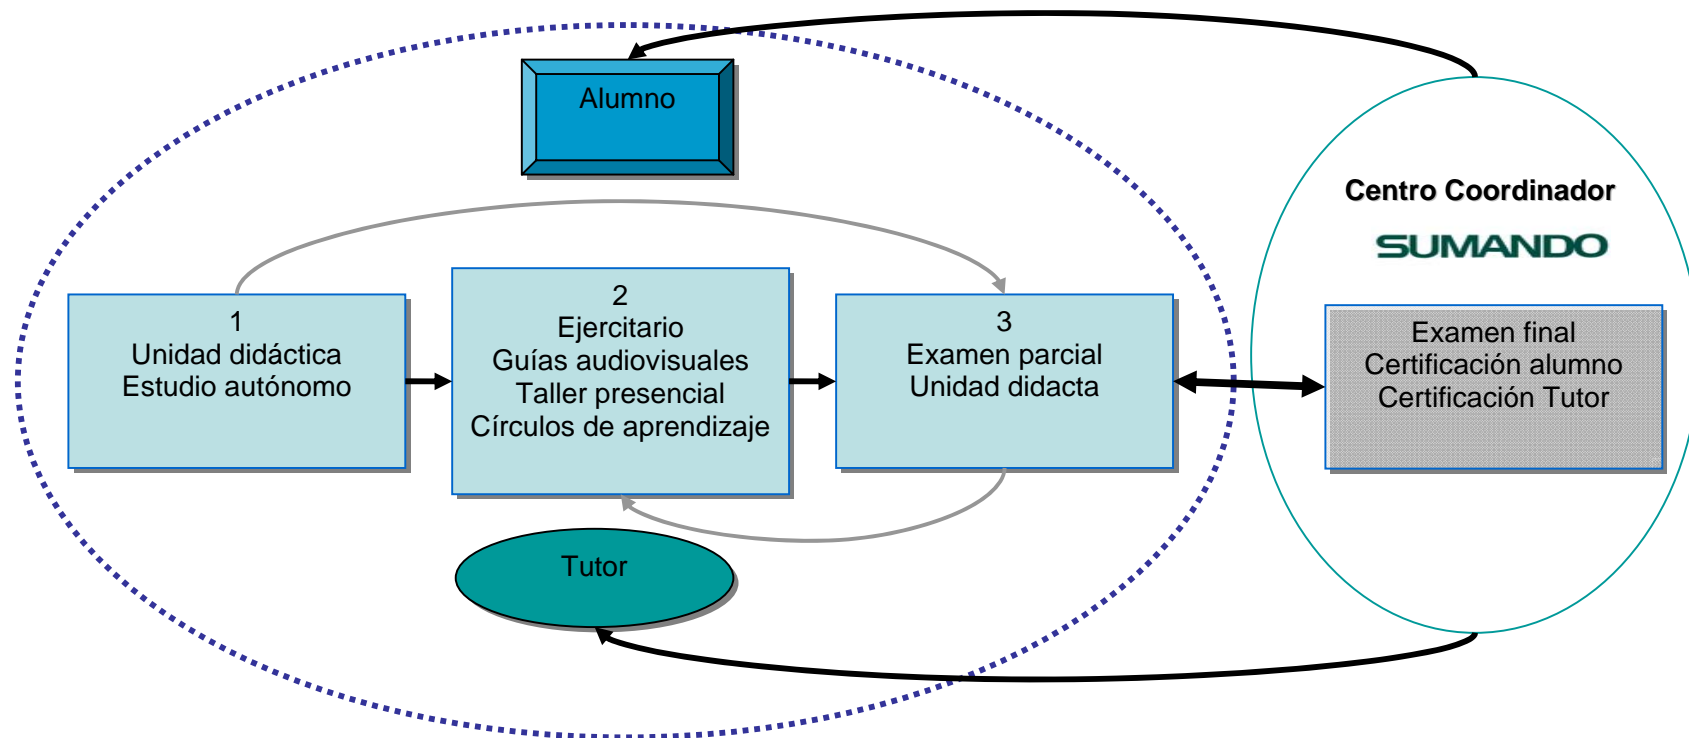 Alumno
Centro Coordinador
SUMANDO
1
Unidad didáctica
Estudio autónomo
2
Ejercitario
Guías audiovisuales
Taller presencial
Círculos de aprendizaje
3
Examen parcial
Unidad didacta
Examen final
Certificación alumno
Certificación Tutor
Tutor